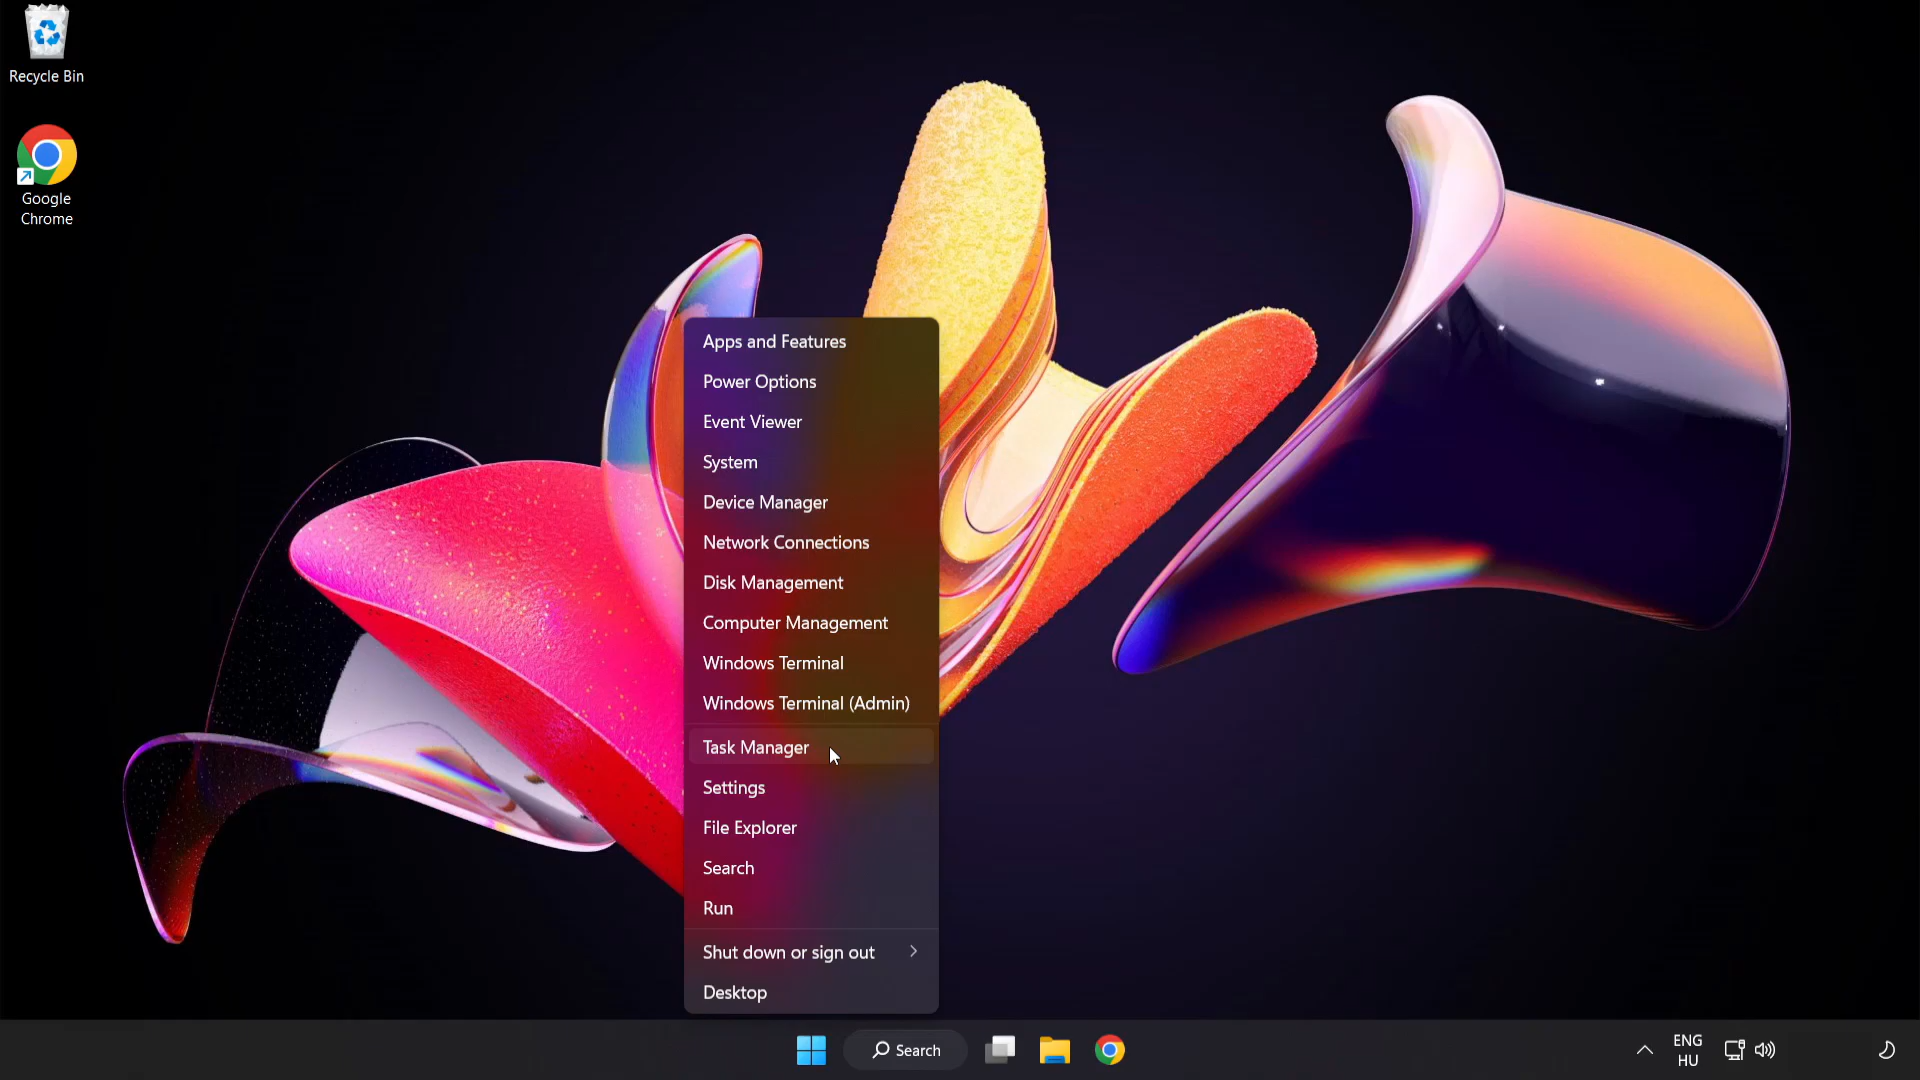 Recycle Bin
Google
Chrome
Apps and Features
Power Options
Event Viewer
System
Device Manager
Network Connections
Disk Management
Computer Management
Windows Terminal
Windows Terminal (Admin)
Task Manager
Settings
File Explorer
Search
Run
Shut down or sign out
Desktop
Search
ENG
HU